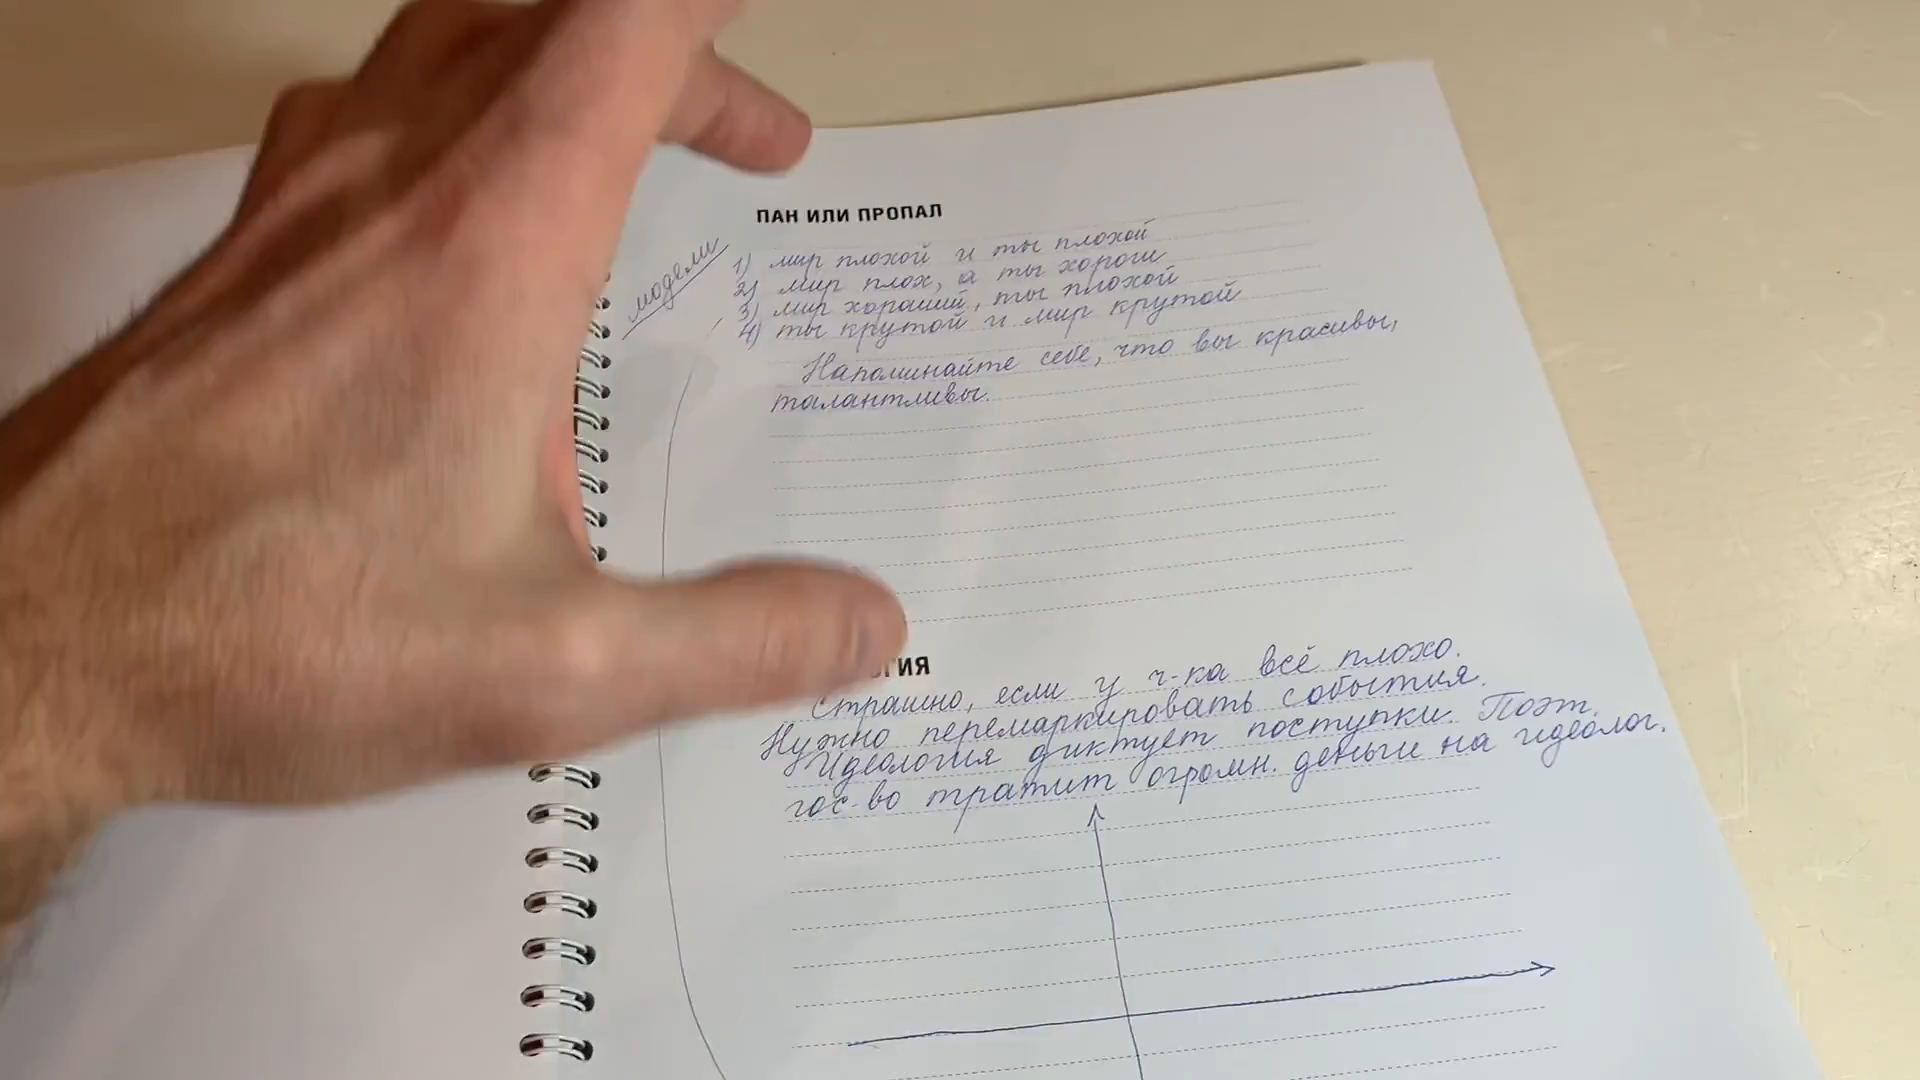 ПАН ИЛИ ПРОПАЛ
модели
1) мир плохой и ты плохой
2) мир плох, а ты хорош
3) мир хороший, ты плохой
4) ты крутой и мир крутой
Напоминайте себе, что вы красивы,
талантливы.
ГИЯ
Страшно, если у ч-ка всё плохо.
Нужно перемаркировать события.
Идеология диктует поступки. Поэт.
гос-во тратит огромн. деньги на идеолог.